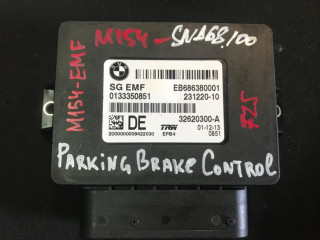 M154-SNA68,100
BMW
M154-EMF
SG EMF EB686380001
0133350851 231220-10
DE 32620300-A
TRW 01-12-13
EPB4 0851
PARKING BRAKE CONTROL